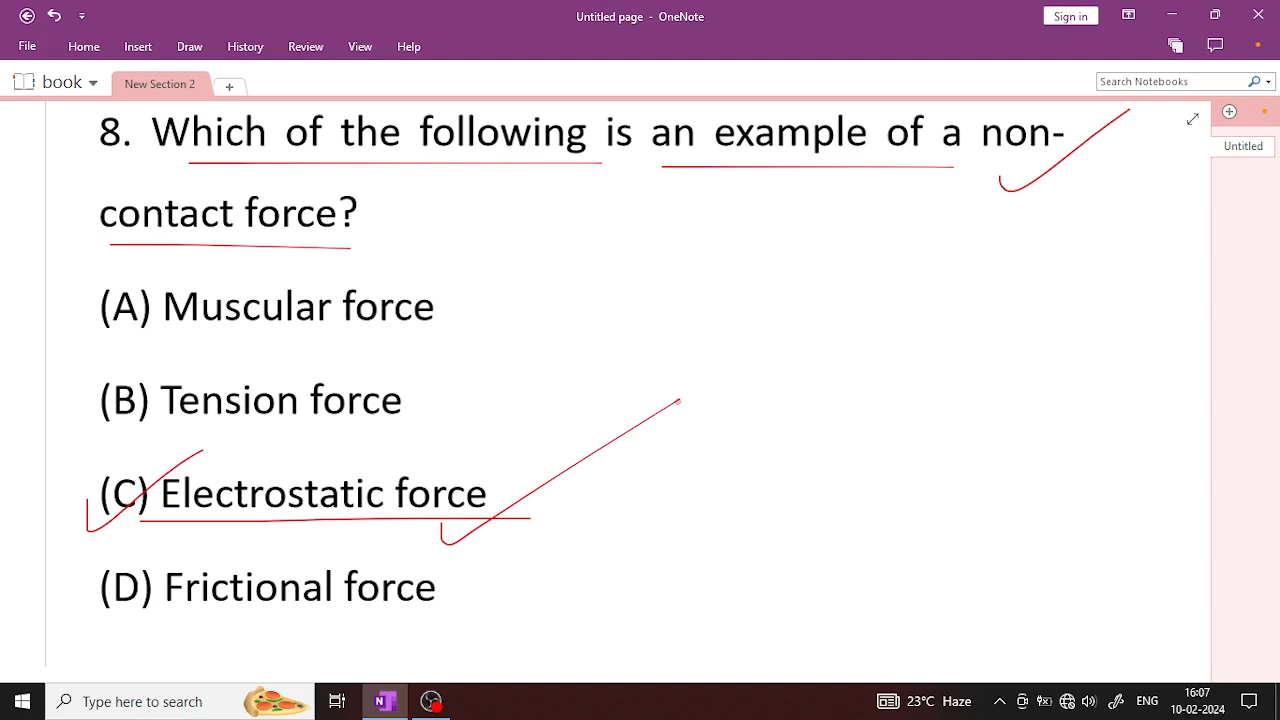 Untitled page - OneNote
Sign in
File Home Insert Draw History Review View Help
book New Section 2 +
Search Notebooks
Untitled
8. Which of the following is an example of a non-
contact force?
(A) Muscular force
(B) Tension force
(C) Electrostatic force
(D) Frictional force
Type here to search
N
23°C Haze
ENG
16:07
10-02-2024